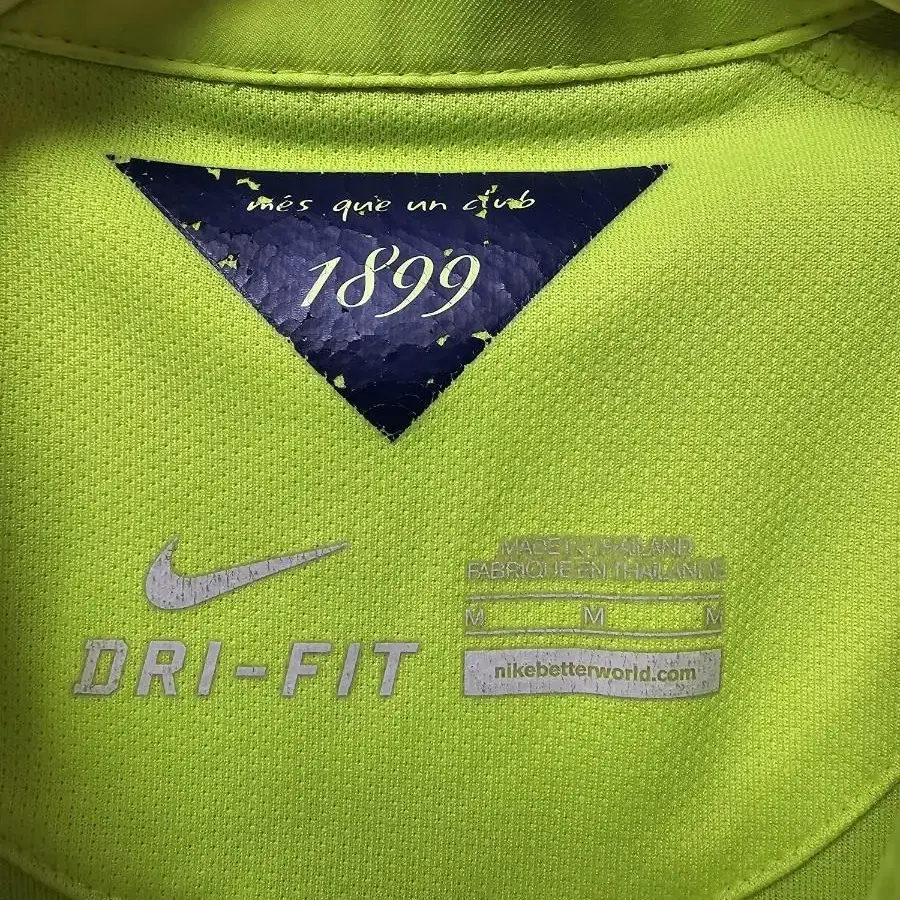 més que un club
1899
DRI-FIT
MADE IN THAILAND
FABRIQUE EN THAILANDE
M M M
nikebetterworld.com